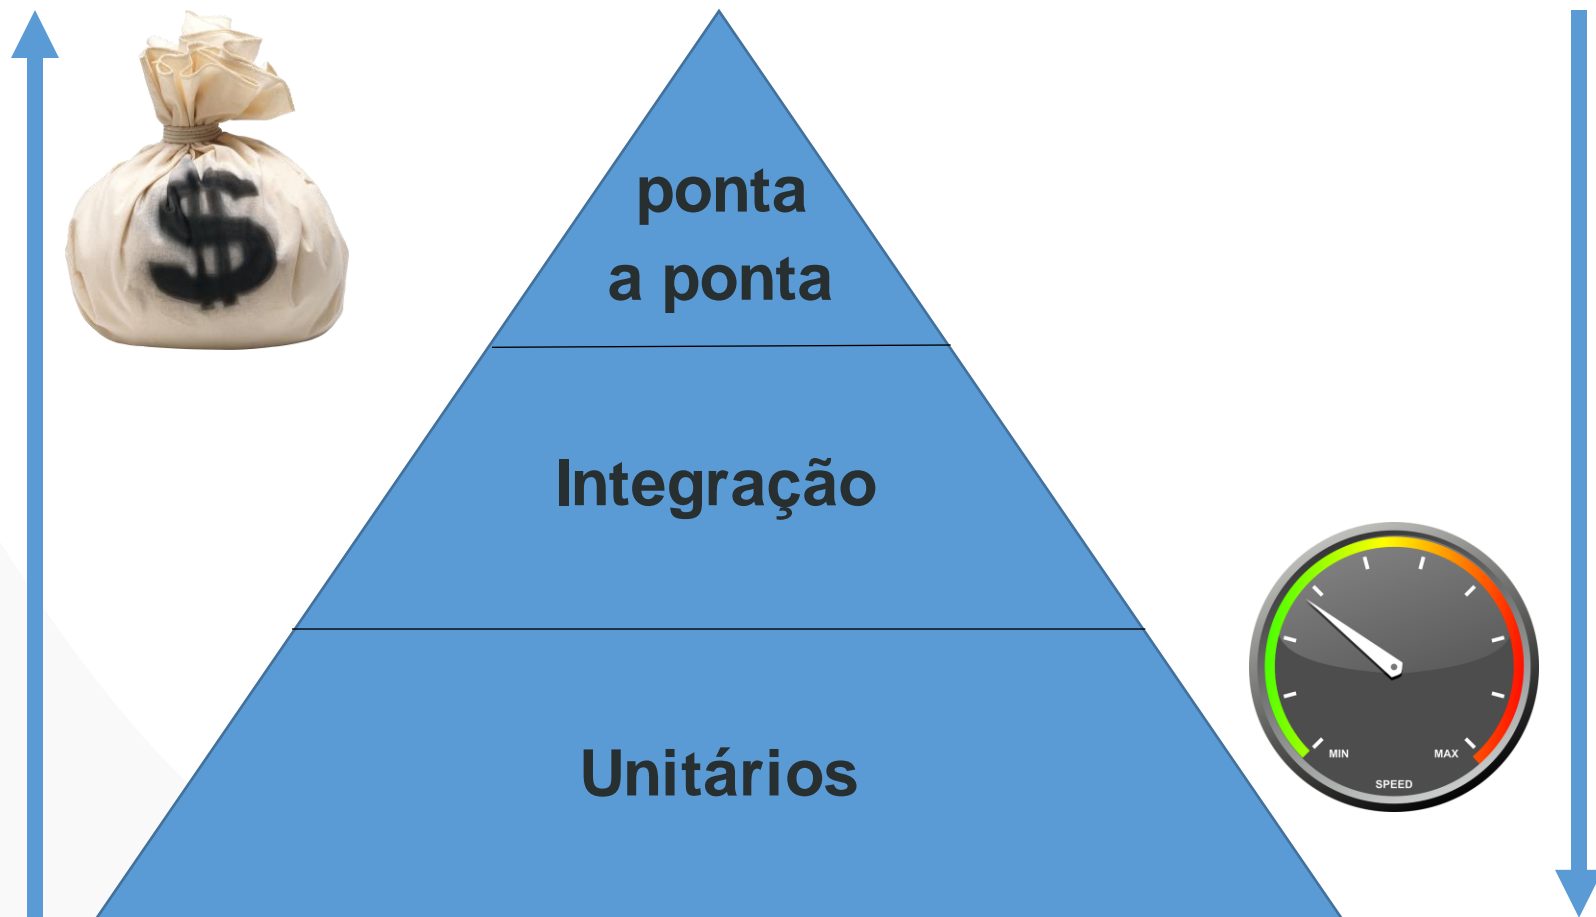 $
ponta
a ponta
Integração
Unitários
MIN
MAX
SPEED